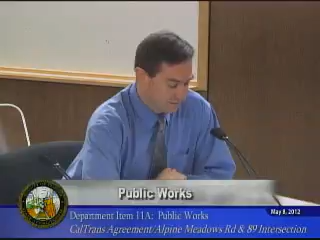 Public Works
Department Item 11A: Public Works
May 8, 2012
CalTrans Agreement/Alpine Meadows Rd & 89 Intersection